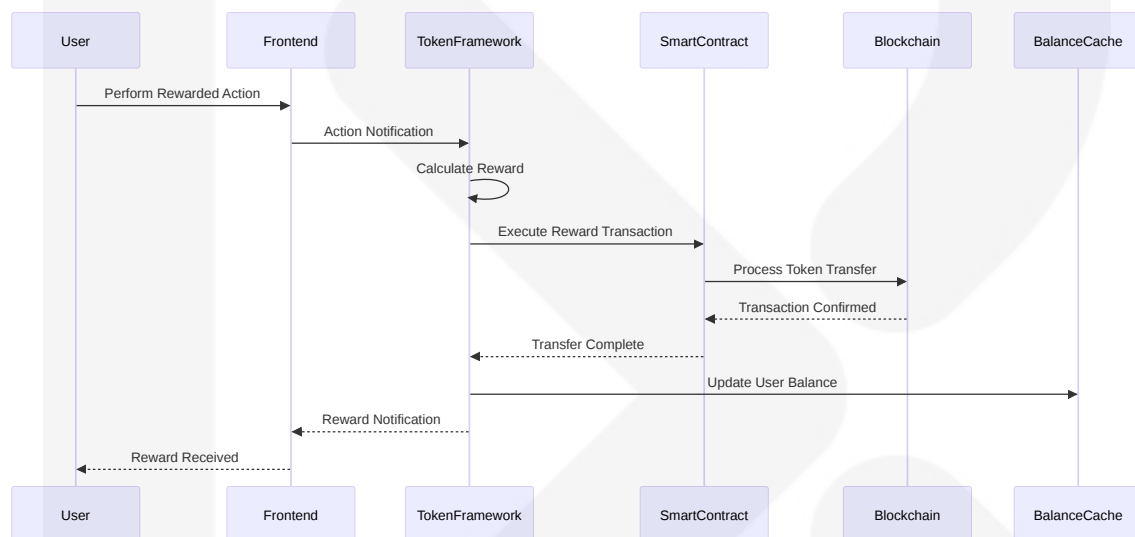 User Frontend TokenFramework SmartContract Blockchain BalanceCache
Perform Rewarded Action
Action Notification
Calculate Reward
Execute Reward Transaction
Process Token Transfer
Transaction Confirmed
Transfer Complete
Update User Balance
Reward Notification
Reward Received
User Frontend TokenFramework SmartContract Blockchain BalanceCache